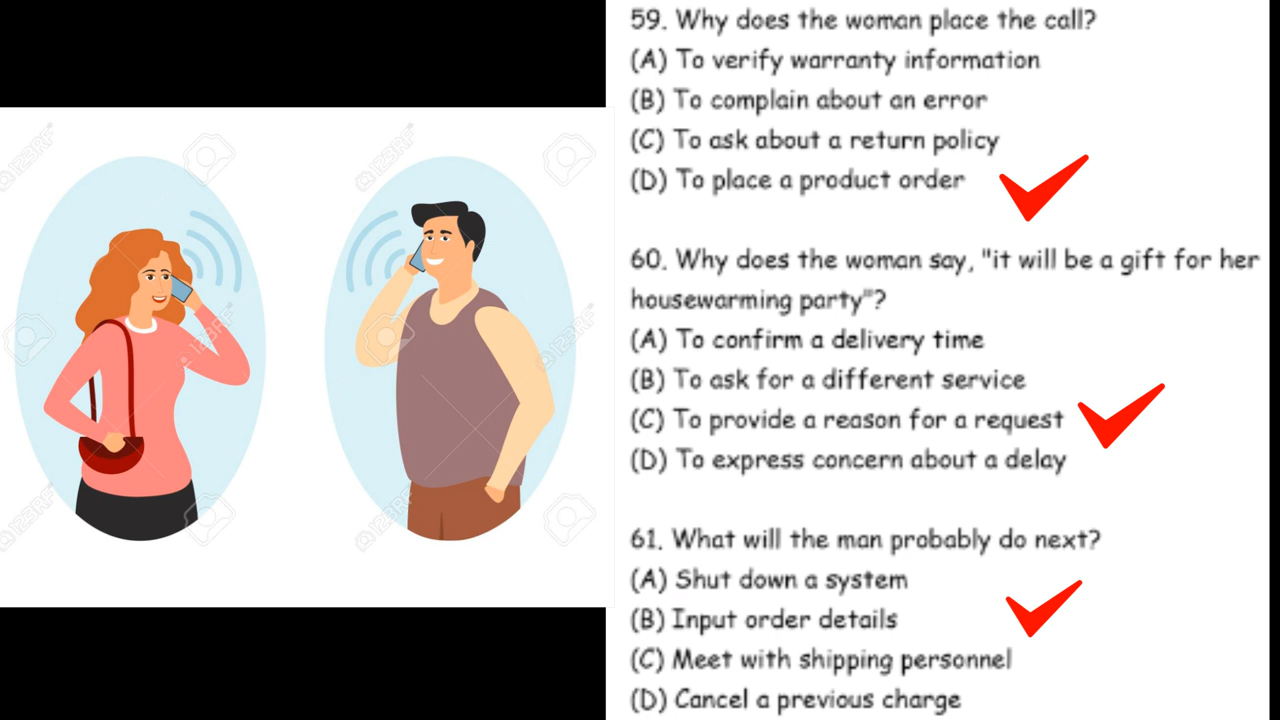 59. Why does the woman place the call?
(A) To verify warranty information
(B) To complain about an error
(C) To ask about a return policy
(D) To place a product order
60. Why does the woman say, "it will be a gift for her
housewarming party"?
(A) To confirm a delivery time
(B) To ask for a different service
(C) To provide a reason for a request
(D) To express concern about a delay
61. What will the man probably do next?
(A) Shut down a system
(B) Input order details
(C) Meet with shipping personnel
(D) Cancel a previous charge